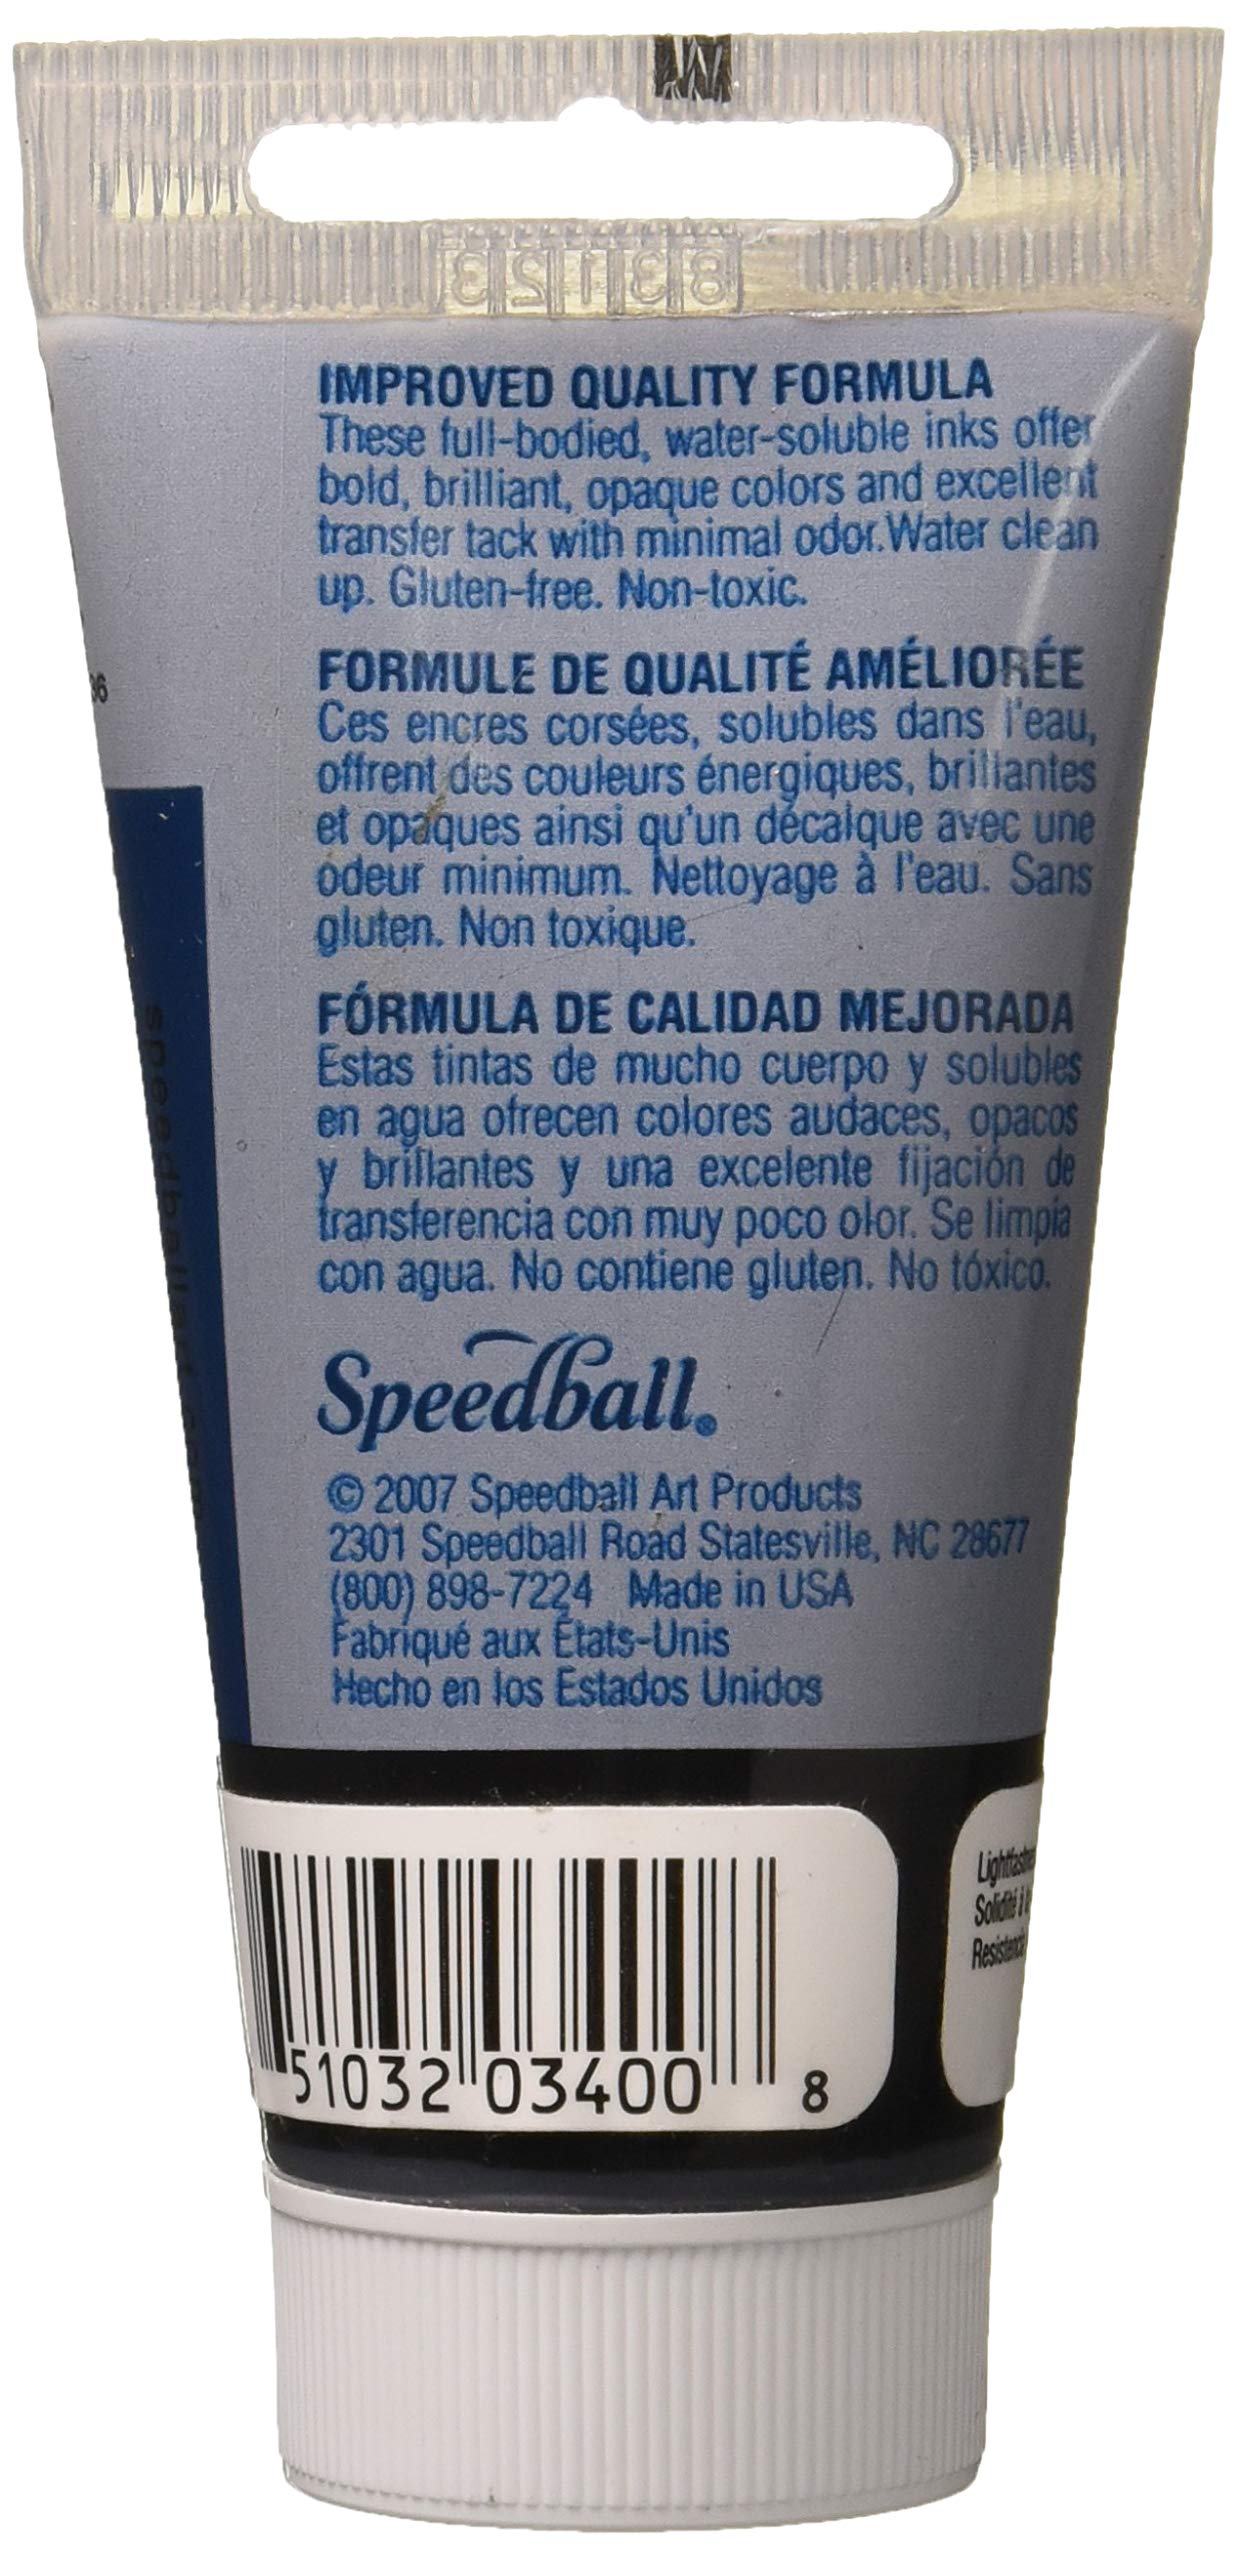 IMPROVED QUALITY FORMULA
These full-bodied, water-soluble inks offer
bold, brilliant, opaque colors and excellent
transfer tack with minimal odor.Water clean
up. Gluten-free. Non-toxic.
FORMULE DE QUALITÉ AMÉLIORÉE
Ces encres corsées, solubles dans l'eau,
offrent des couleurs énergiques, brillantes
et opaques ainsi qu'un décalque avec une
odeur minimum. Nettoyage à l'eau. Sans
gluten. Non toxique.
FÓRMULA DE CALIDAD MEJORADA
Estas tintas de mucho cuerpo y solubles
en agua ofrecen colores audaces, opacos
y brillantes y una excelente fijación de
transferencia con muy poco olor. Se limpia
con agua. No contiene gluten. No tóxico.
Speedball®
© 2007 Speedball Art Products
2301 Speedball Road Statesville, NC 28677
(800) 898-7224 Made in USA
Fabriqué aux États-Unis
Hecho en los Estados Unidos
51032 03400 8